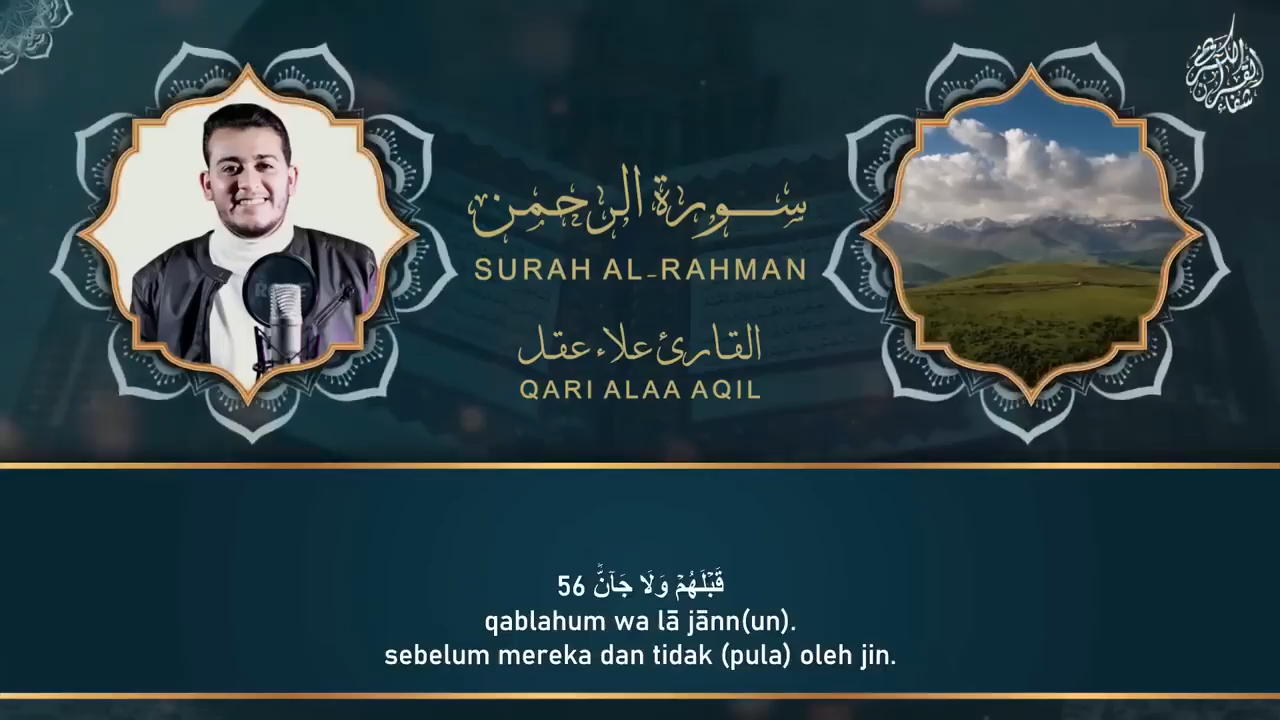 سورة الرحمن
SURAH AL-RAHMAN
القارئ علاء عقل
QARI ALAA AQIL
قَبْلَهُمْ وَلَا جَاۤنٌّۚ 56
qablahum wa lā jānn(un).
sebelum mereka dan tidak (pula) oleh jin.